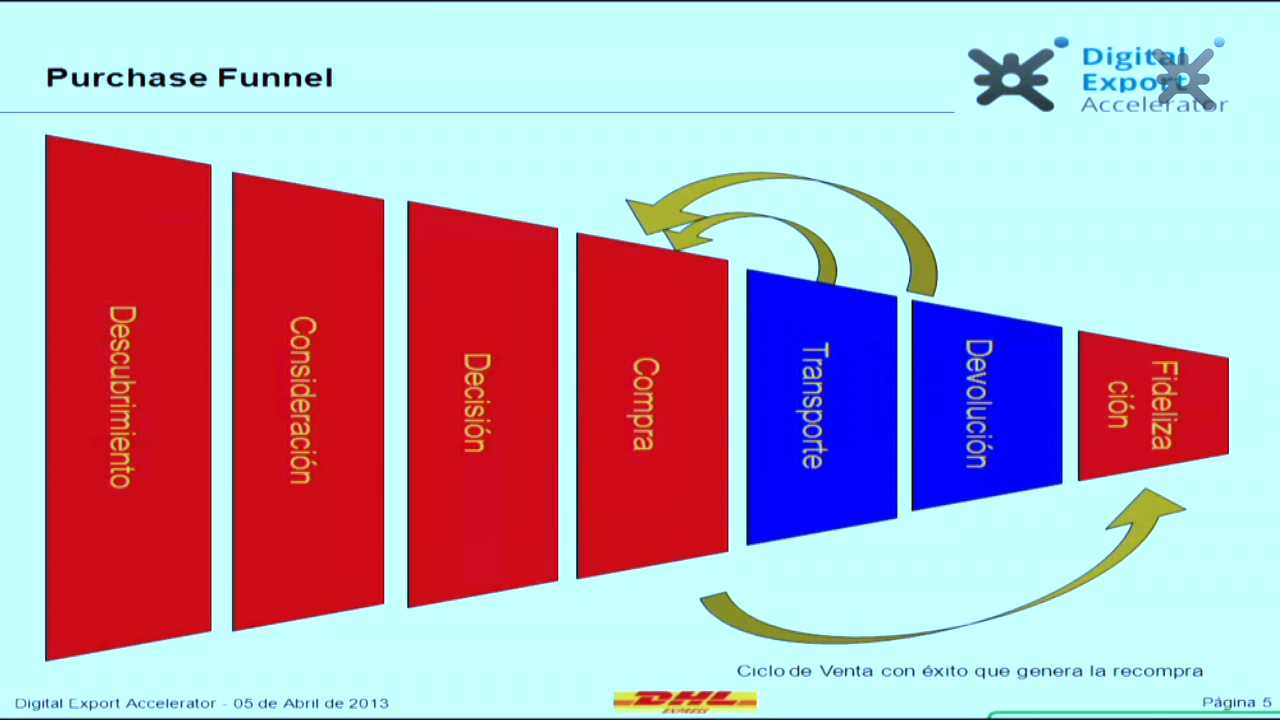 Purchase Funnel
Digital
Export
Accelerator
Descubrimiento
Consideración
Decisión
Compra
Transporte
Devolución
Fideliza
ción
Ciclo de Venta con éxito que genera la recompra
Digital Export Accelerator - 05 de Abril de 2013
DHL
EXPRESS
Página 5